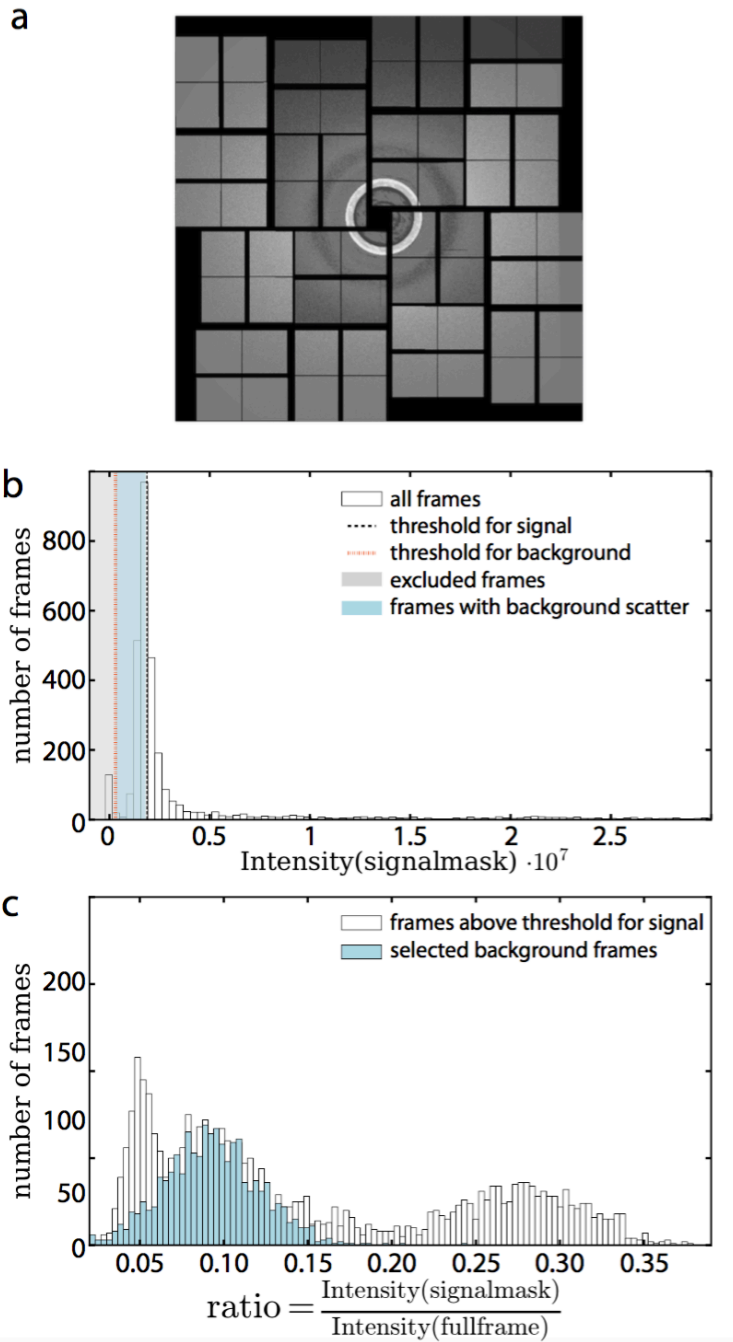 a
b
all frames
threshold for signal
threshold for background
excluded frames
frames with background scatter
number of frames
800
600
400
200
0
0 0.5 1 1.5 2 2.5
Intensity(signalmask) ·10⁷
c
frames above threshold for signal
selected background frames
number of frames
200
150
100
50
0
0.05 0.10 0.15 0.20 0.25 0.30 0.35
ratio = Intensity(signalmask)
Intensity(fullframe)